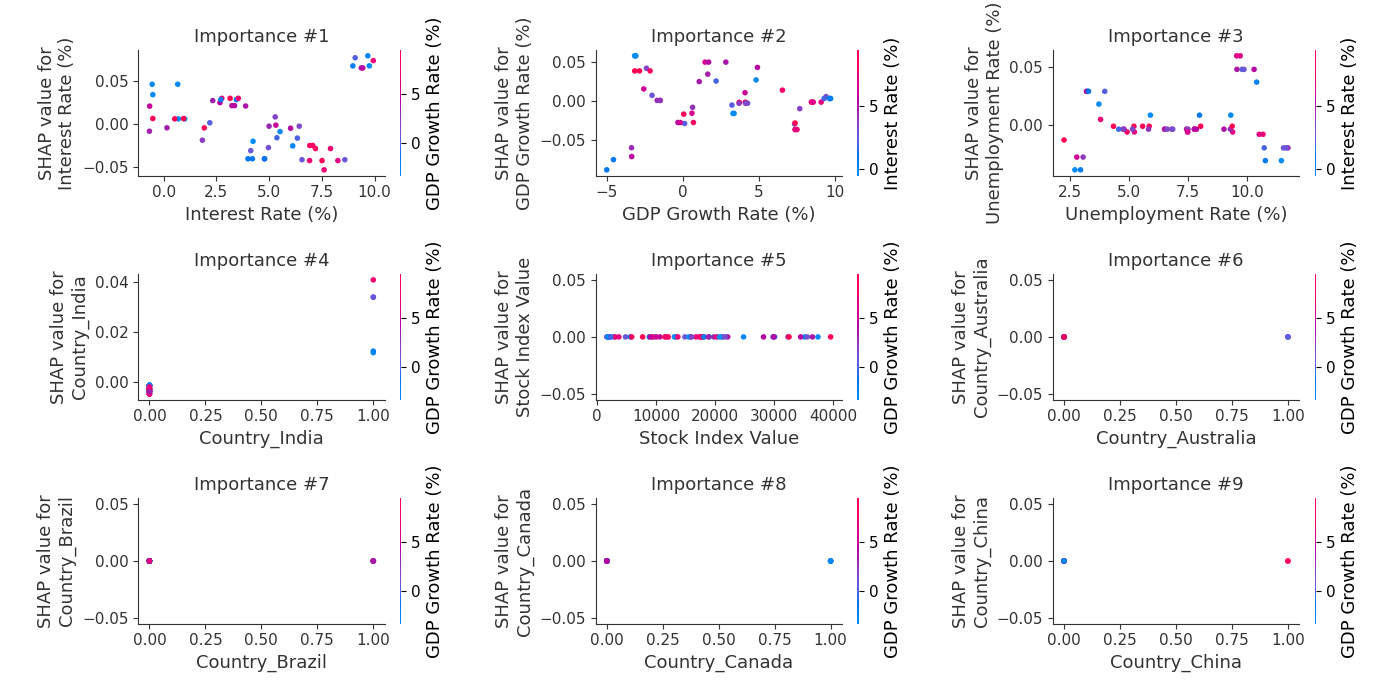 Importance #1
SHAP value for
Interest Rate (%)
0.05
0.00
−0.05
0.0
2.5
5.0
7.5
10.0
Interest Rate (%)
5
0
GDP Growth Rate (%)
Importance #2
SHAP value for
GDP Growth Rate (%)
0.05
0.00
−0.05
−5
0
5
10
GDP Growth Rate (%)
5
0
Interest Rate (%)
Importance #3
SHAP value for
Unemployment Rate (%)
0.05
0.00
2.5
5.0
7.5
10.0
Unemployment Rate (%)
5
0
Interest Rate (%)
Importance #4
SHAP value for
Country_India
0.04
0.02
0.00
0.00
0.25
0.50
0.75
1.00
Country_India
5
0
GDP Growth Rate (%)
Importance #5
SHAP value for
Stock Index Value
0.05
0.00
−0.05
0
10000
20000
30000
40000
Stock Index Value
5
0
GDP Growth Rate (%)
Importance #6
SHAP value for
Country_Australia
0.05
0.00
−0.05
0.00
0.25
0.50
0.75
1.00
Country_Australia
5
0
GDP Growth Rate (%)
Importance #7
SHAP value for
Country_Brazil
0.05
0.00
−0.05
0.00
0.25
0.50
0.75
1.00
Country_Brazil
5
0
GDP Growth Rate (%)
Importance #8
SHAP value for
Country_Canada
0.05
0.00
−0.05
0.00
0.25
0.50
0.75
1.00
Country_Canada
5
0
GDP Growth Rate (%)
Importance #9
SHAP value for
Country_China
0.05
0.00
−0.05
0.00
0.25
0.50
0.75
1.00
Country_China
5
0
GDP Growth Rate (%)